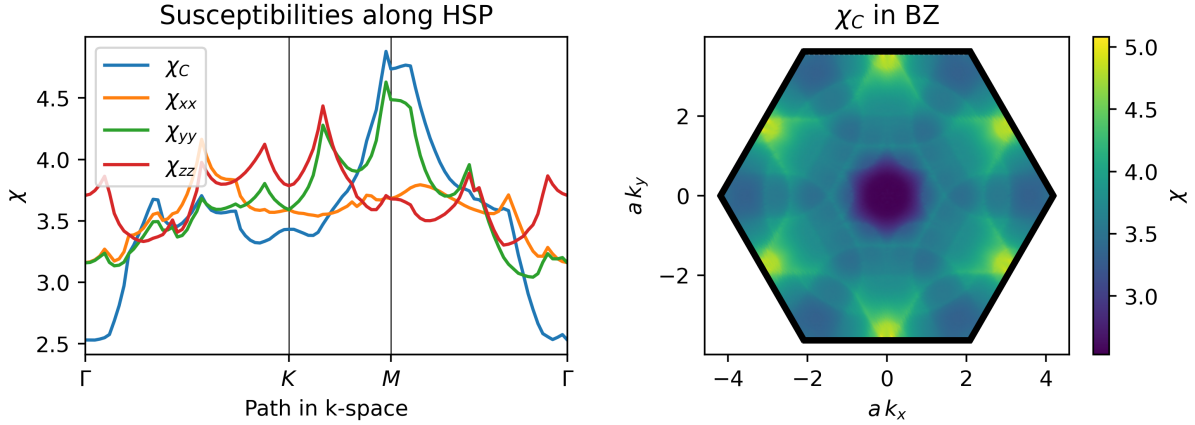 Susceptibilities along HSP
χ
4.5
4.0
3.5
3.0
2.5
χ_C
χ_xx
χ_yy
χ_zz
Γ
K
M
Γ
Path in k-space
χ_C in BZ
a k_y
2
0
−2
−4
−2
0
2
4
a k_x
5.0
4.5
4.0
3.5
3.0
χ